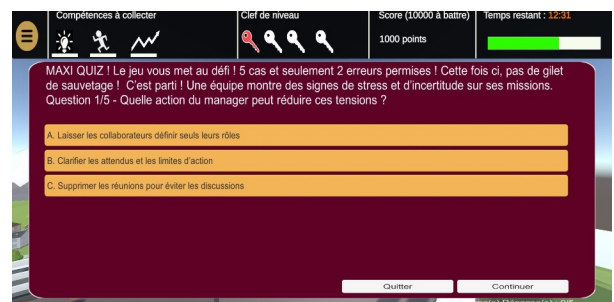 Compétences à collecter
Clef de niveau
Score (10000 à battre)
Temps restant : 12:31
1000 points
MAXI QUIZ ! Le jeu vous met au défi ! 5 cas et seulement 2 erreurs permises ! Cette fois ci, pas de gilet
de sauvetage ! C'est parti ! Une équipe montre des signes de stress et d'incertitude sur ses missions.
Question 1/5 - Quelle action du manager peut réduire ces tensions ?
A. Laisser les collaborateurs définir seuls leurs rôles
B. Clarifier les attendus et les limites d'action
C. Supprimer les réunions pour éviter les discussions
Quitter
Continuer